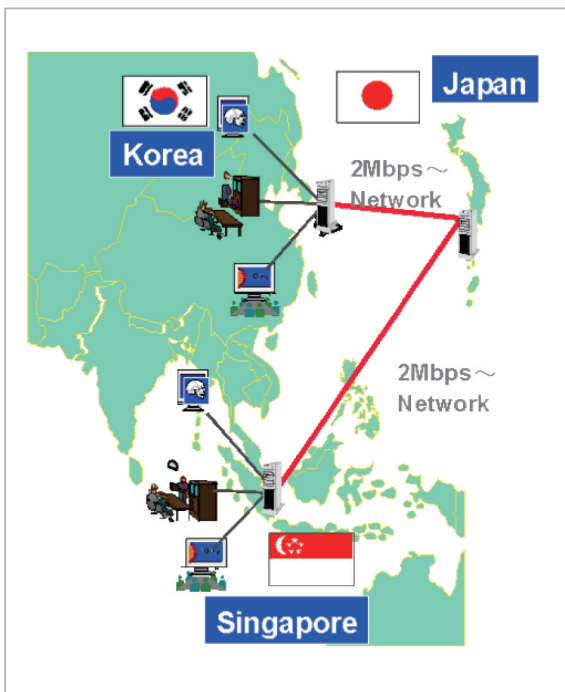 Japan
Korea
2Mbps～
Network
2Mbps～
Network
Singapore